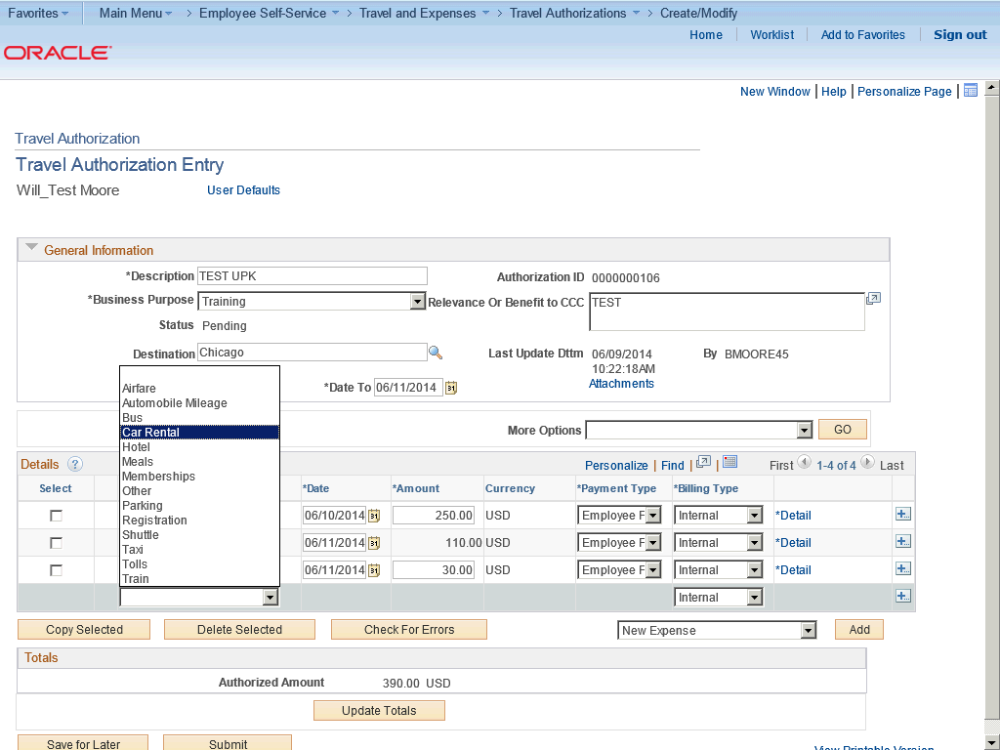 Favorites Main Menu > Employee Self-Service > Travel and Expenses > Travel Authorizations > Create/Modify
Home Worklist Add to Favorites Sign out
ORACLE
New Window | Help | Personalize Page |
Travel Authorization
Travel Authorization Entry
Will_Test Moore User Defaults
General Information
*Description TEST UPK Authorization ID 0000000106
*Business Purpose Training Relevance Or Benefit to CCC TEST
Status Pending
Destination Chicago Last Update Dttm 06/09/2014 By BMOORE45
10:22:18AM
Attachments
*Date To 06/11/2014
Airfare
Automobile Mileage
Bus
Car Rental
Hotel
Meals
Memberships
Other
Parking
Registration
Shuttle
Taxi
Tolls
Train
More Options GO
Details ? Personalize | Find | | First 1-4 of 4 Last
Select *Date *Amount Currency *Payment Type *Billing Type
06/10/2014 250.00 USD Employee F Internal *Detail
06/11/2014 110.00 USD Employee F Internal *Detail
06/11/2014 30.00 USD Employee F Internal *Detail
Internal
Copy Selected Delete Selected Check For Errors New Expense Add
Totals
Authorized Amount 390.00 USD
Update Totals
Save for Later Submit View Printable Version